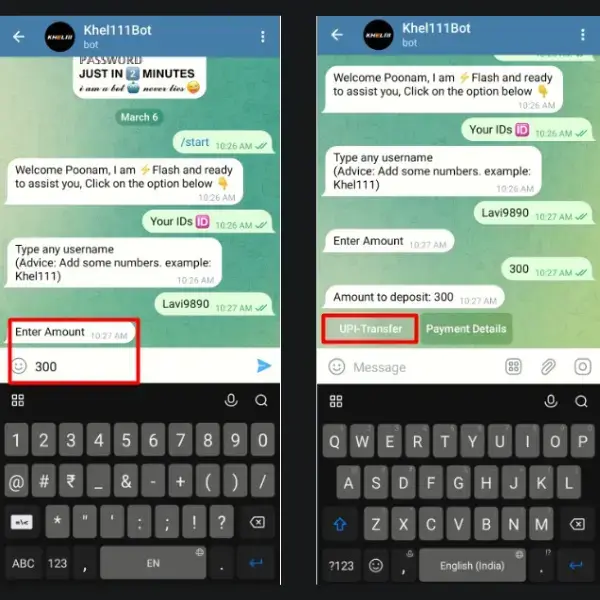 Khel111Bot
bot
PASSWORD
JUST IN 2 MINUTES
i am a bot 🤖 never lies 😜
March 6
/start 10:26 AM
Welcome Poonam, I am ⚡Flash and ready
to assist you, Click on the option below 👇
10:26 AM
Your IDs 🆔 10:26 AM
Type any username
(Advice: Add some numbers. example:
Khel111) 10:26 AM
Lavi9890 10:27 AM
Enter Amount 10:27 AM
300
1 2 3 4 5 6 7 8 9 0
@ # ₹ _ & - + ( ) /
=\< * " ' : ; ! ? 
ABC 123 , EN .
Khel111Bot
bot
Welcome Poonam, I am ⚡Flash and ready
to assist you, Click on the option below 👇
10:26 AM
Your IDs 🆔 10:26 AM
Type any username
(Advice: Add some numbers. example:
Khel111) 10:26 AM
Lavi9890 10:27 AM
Enter Amount 10:27 AM
300 10:27 AM
Amount to deposit: 300 10:27 AM
UPI-Transfer Payment Details
Message
Q W E R T Y U I O P
A S D F G H J K L
Z X C V B N M
?123 , English (India) .